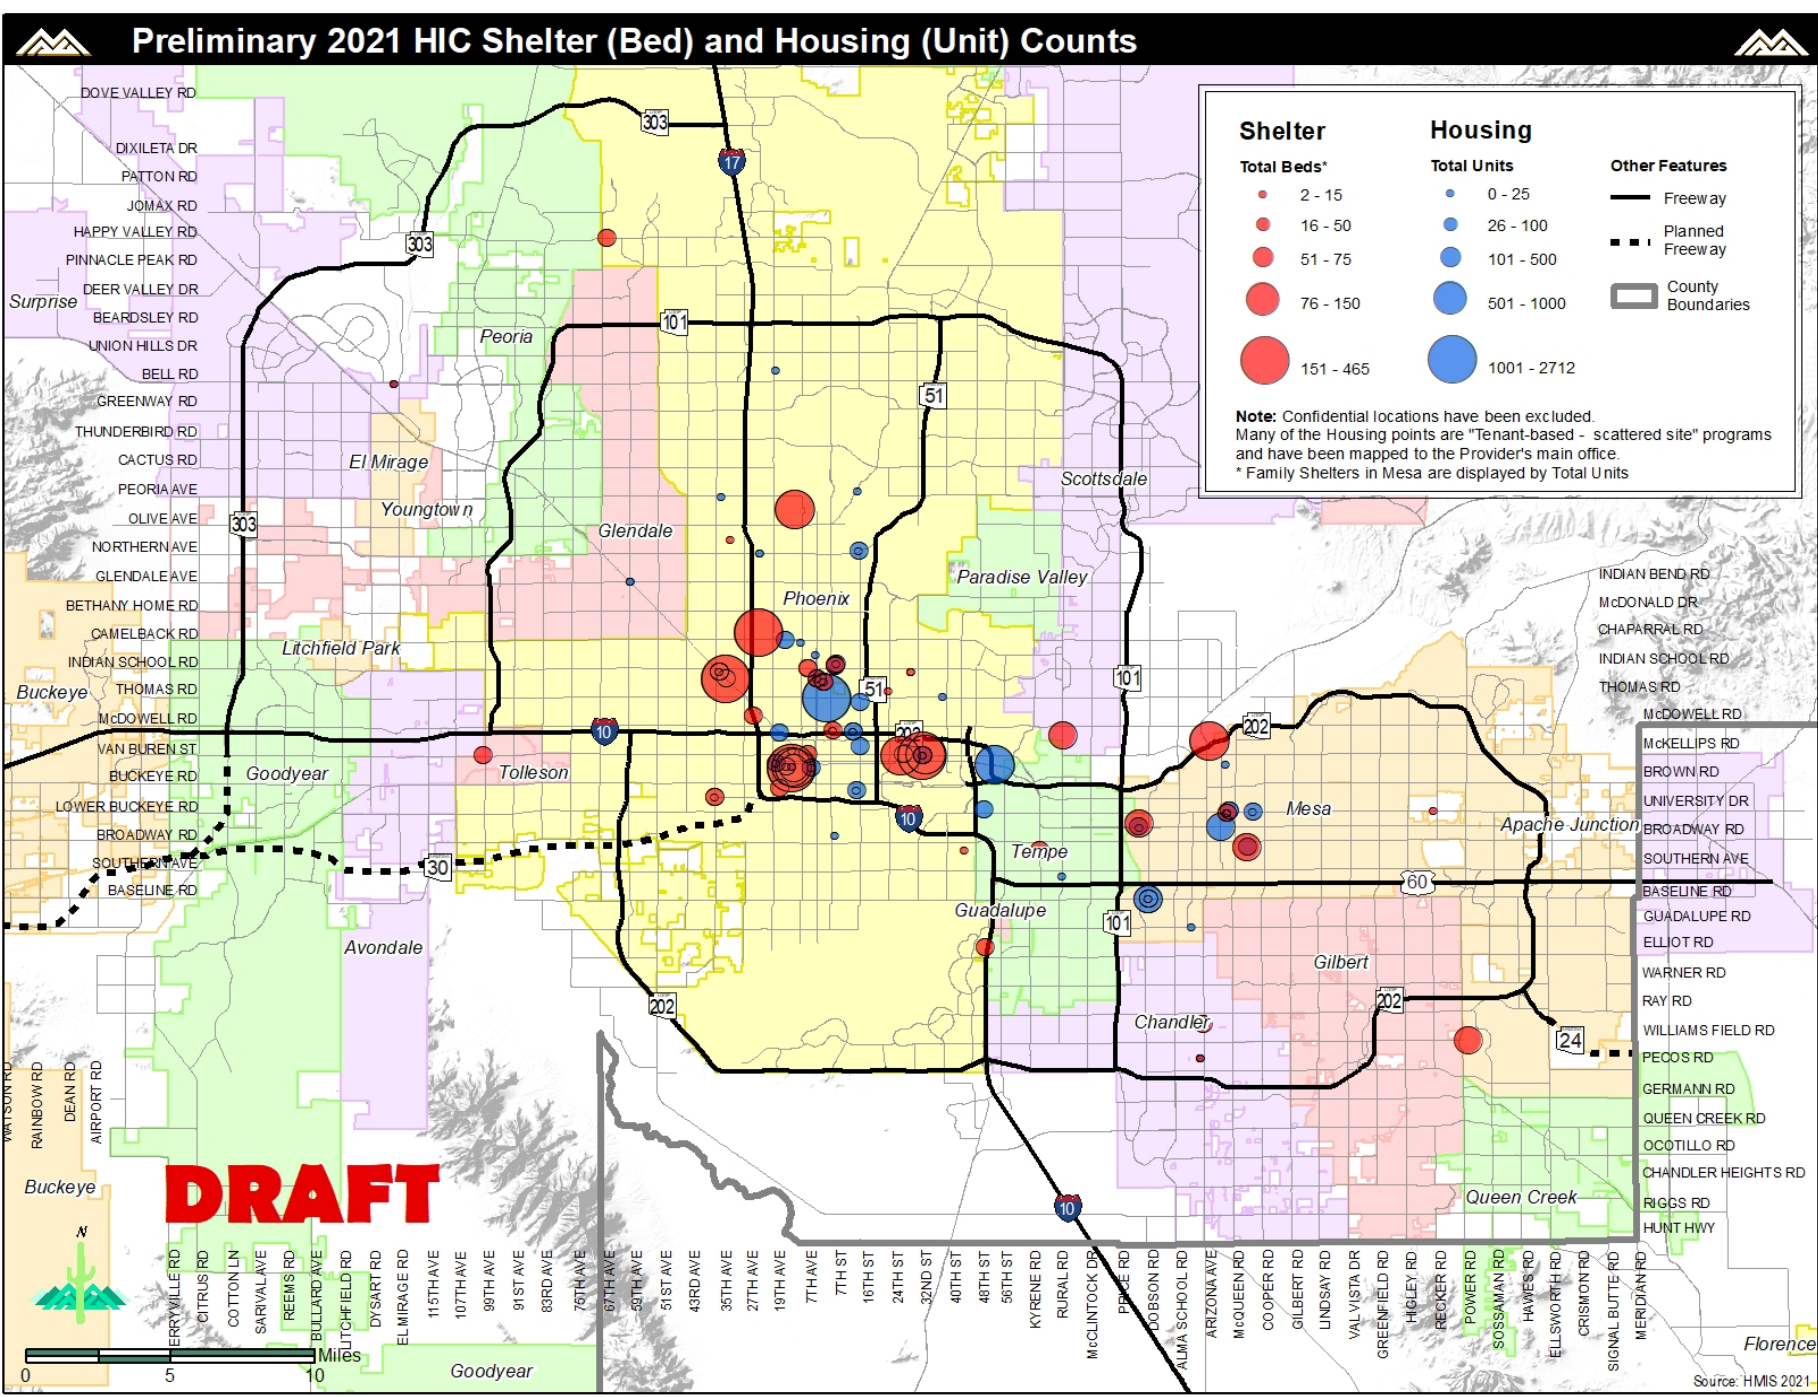 Preliminary 2021 HIC Shelter (Bed) and Housing (Unit) Counts
Shelter
Total Beds*
2 - 15
16 - 50
51 - 75
76 - 150
151 - 465
Housing
Total Units
0 - 25
26 - 100
101 - 500
501 - 1000
1001 - 2712
Other Features
Freeway
Planned
Freeway
County
Boundaries
Note: Confidential locations have been excluded.
Many of the Housing points are "Tenant-based - scattered site" programs
and have been mapped to the Provider's main office.
* Family Shelters in Mesa are displayed by Total Units
DOVE VALLEY RD
DIXILETA DR
PATTON RD
JOMAX RD
HAPPY VALLEY RD
PINNACLE PEAK RD
DEER VALLEY DR
BEARDSLEY RD
UNION HILLS DR
BELL RD
GREENWAY RD
THUNDERBIRD RD
CACTUS RD
PEORIA AVE
OLIVE AVE
NORTHERN AVE
GLENDALE AVE
BETHANY HOME RD
CAMELBACK RD
INDIAN SCHOOL RD
THOMAS RD
McDOWELL RD
VAN BUREN ST
BUCKEYE RD
LOWER BUCKEYE RD
BROADWAY RD
SOUTHERN AVE
BASELINE RD
303
17
303
101
51
303
51
101
10
202
202
10
30
60
101
202
202
24
10
Surprise
Peoria
El Mirage
Youngtown
Glendale
Scottsdale
Paradise Valley
Phoenix
Litchfield Park
Buckeye
Goodyear
Tolleson
Mesa
Apache Junction
Tempe
Guadalupe
Avondale
Gilbert
Chandler
Queen Creek
Buckeye
Goodyear
Florence
INDIAN BEND RD
McDONALD DR
CHAPARRAL RD
INDIAN SCHOOL RD
THOMAS RD
McDOWELL RD
McKELLIPS RD
BROWN RD
UNIVERSITY DR
BROADWAY RD
SOUTHERN AVE
BASELINE RD
GUADALUPE RD
ELLIOT RD
WARNER RD
RAY RD
WILLIAMS FIELD RD
PECOS RD
GERMANN RD
QUEEN CREEK RD
OCOTILLO RD
CHANDLER HEIGHTS RD
RIGGS RD
HUNT HWY
WATSON RD
RAINBOW RD
DEAN RD
AIRPORT RD
DRAFT
N
CITRUS RD
COTTON LN
SARIVAL AVE
REEMS RD
BULLARD AVE
LITCHFIELD RD
DYSART RD
EL MIRAGE RD
115TH AVE
107TH AVE
99TH AVE
91ST AVE
83RD AVE
75TH AVE
67TH AVE
59TH AVE
51ST AVE
43RD AVE
35TH AVE
27TH AVE
19TH AVE
7TH AVE
7TH ST
16TH ST
24TH ST
32ND ST
40TH ST
48TH ST
56TH ST
KYRENE RD
RURAL RD
McCLINTOCK DR
PRICE RD
DOBSON RD
ALMA SCHOOL RD
ARIZONA AVE
McQUEEN RD
COOPER RD
GILBERT RD
LINDSAY RD
VAL VISTA DR
GREENFIELD RD
HIGLEY RD
RECKER RD
POWER RD
SOSSAMAN RD
HAWES RD
ELLSWORTH RD
CRISMON RD
SIGNAL BUTTE RD
MERIDIAN RD
Miles
0 5 10
Source: HMIS 2021